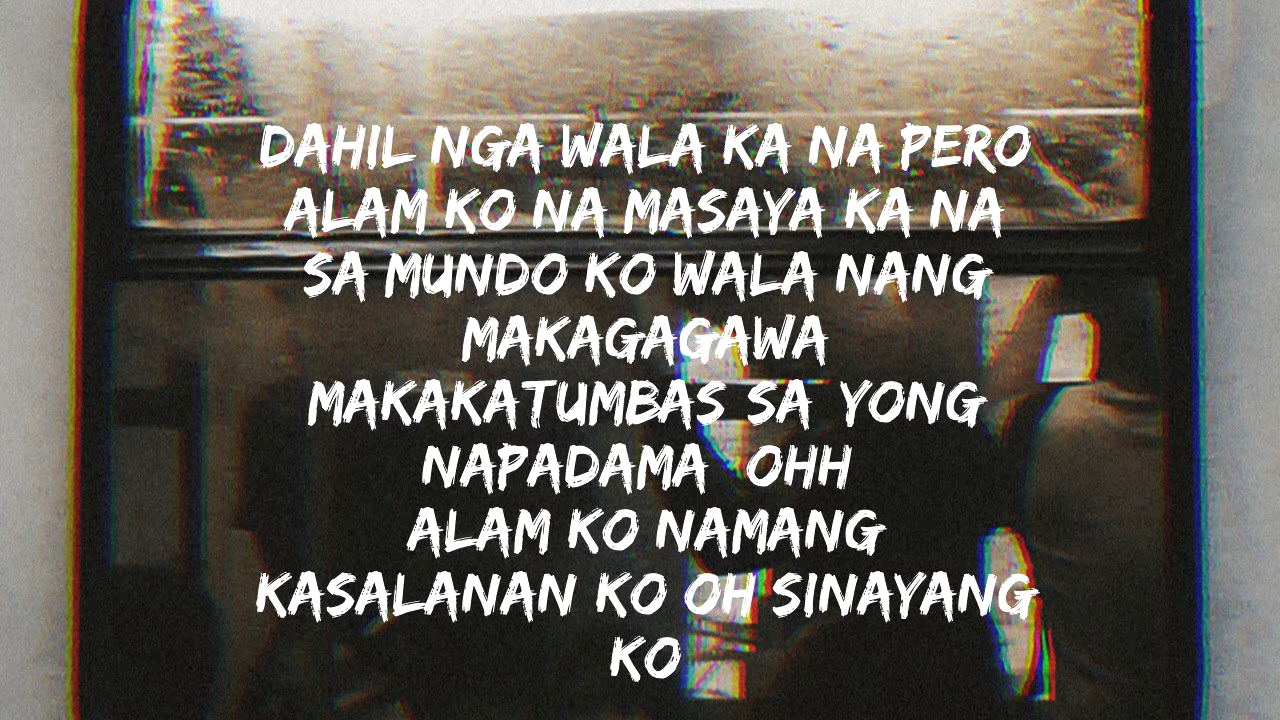 DAHIL NGA WALA KA NA PERO
ALAM KO NA MASAYA KA NA
SA MUNDO KO WALA NANG
MAKAGAGAWA
MAKAKATUMBAS SA YONG
NAPADAMA OHH
ALAM KO NAMANG
KASALANAN KO OH SINAYANG
KO